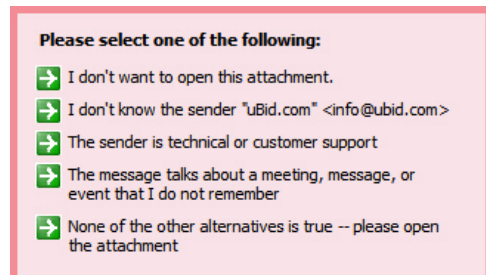 Please select one of the following:
I don't want to open this attachment.
I don't know the sender "uBid.com" <info@ubid.com>
The sender is technical or customer support
The message talks about a meeting, message, or
event that I do not remember
None of the other alternatives is true -- please open
the attachment